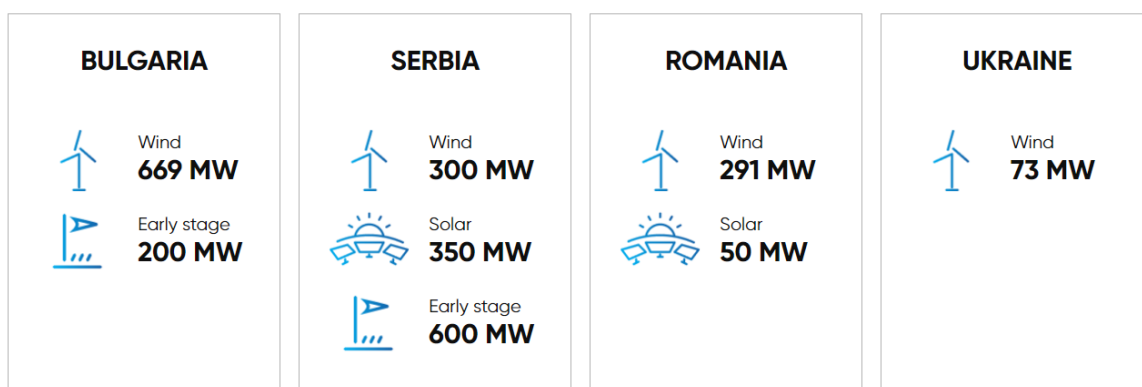 BULGARIA
Wind
669 MW
Early stage
200 MW
SERBIA
Wind
300 MW
Solar
350 MW
Early stage
600 MW
ROMANIA
Wind
291 MW
Solar
50 MW
UKRAINE
Wind
73 MW